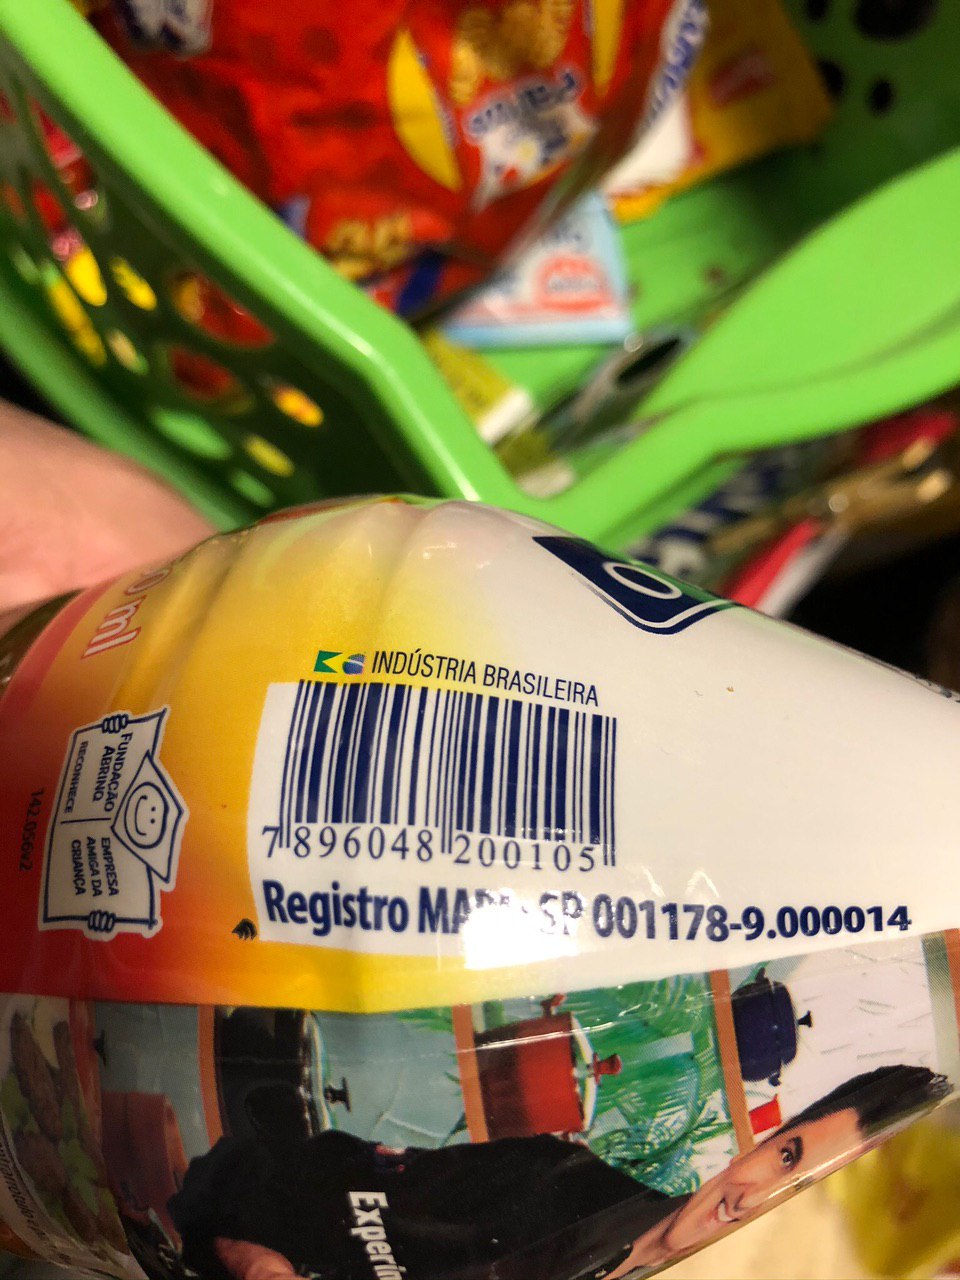 INDÚSTRIA BRASILEIRA
7 896048 200105
Registro MAPA SP 001178-9.000014
ml
FUNDAÇÃO
ABRINQ
RECONHECE
EMPRESA
AMIGA DA
CRIANÇA
Experi